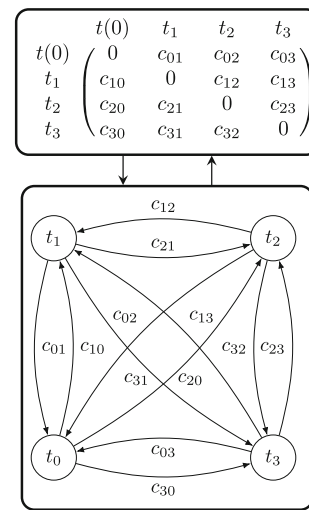 t(0) t₁ t₂ t₃
t(0) 0 c₀₁ c₀₂ c₀₃
t₁ c₁₀ 0 c₁₂ c₁₃
t₂ c₂₀ c₂₁ 0 c₂₃
t₃ c₃₀ c₃₁ c₃₂ 0
c₁₂
t₁ t₂
c₂₁
c₀₂ c₁₃
c₀₁ c₁₀ c₃₂ c₂₃
c₃₁ c₂₀
c₀₃
t₀ t₃
c₃₀